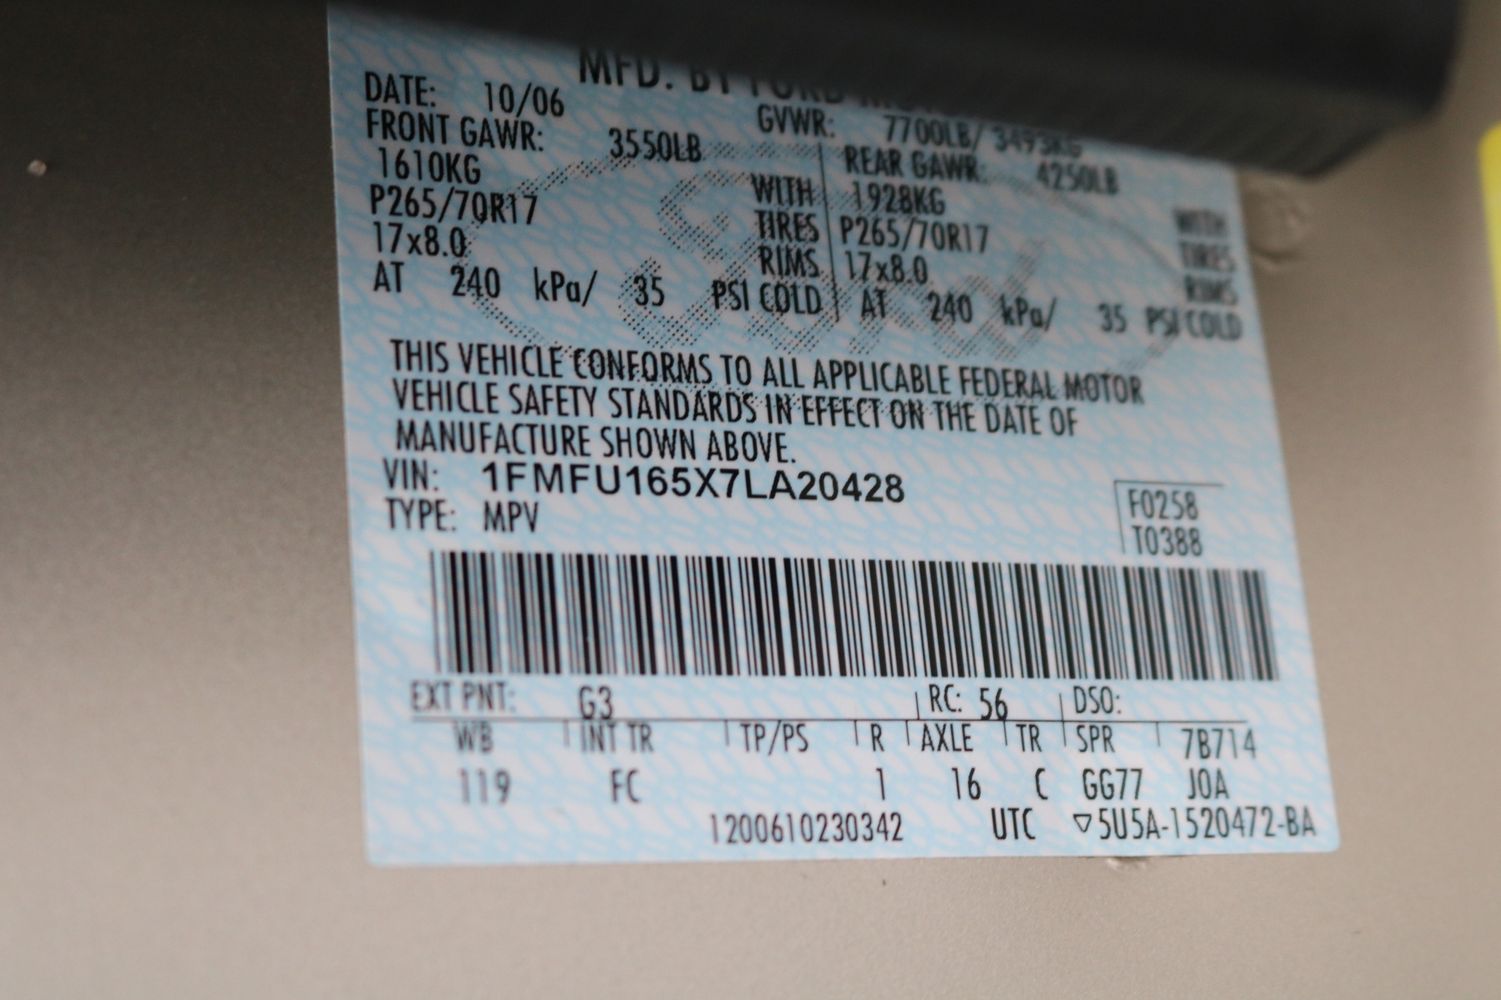 MFD. BY FORD
DATE: 10/06 GVWR: 7700LB/ 3493KG
FRONT GAWR: 3550LB REAR GAWR: 4250LB
1610KG WITH 1928KG WITH
P265/70R17 TIRES P265/70R17 TIRES
17x8.0 RIMS 17x8.0 RIMS
AT 240 kPa/ 35 PSI COLD AT 240 kPa/ 35 PSI COLD
THIS VEHICLE CONFORMS TO ALL APPLICABLE FEDERAL MOTOR
VEHICLE SAFETY STANDARDS IN EFFECT ON THE DATE OF
MANUFACTURE SHOWN ABOVE.
VIN: 1FMFU165X7LA20428
TYPE: MPV
F0258
T0388
EXT PNT: G3 RC: 56 DSO:
WB INT TR TP/PS R AXLE TR SPR 7B714
119 FC 1 16 C GG77 JOA
1200610230342 UTC ▽5U5A-1520472-BA